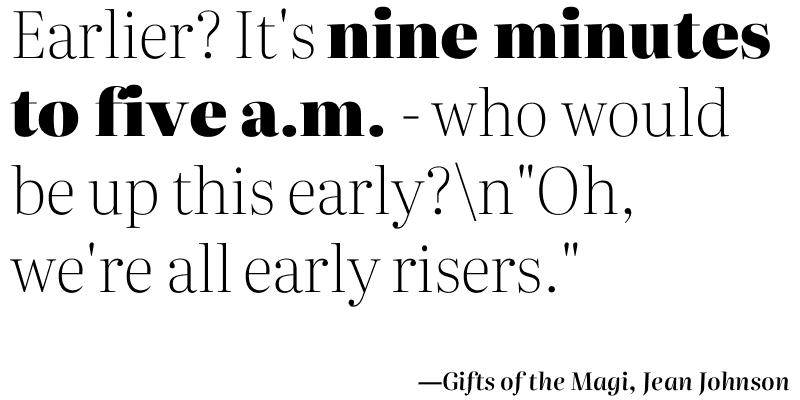 Earlier? It's nine minutes
to five a.m. - who would
be up this early?\n"Oh,
we're all early risers."
—Gifts of the Magi, Jean Johnson